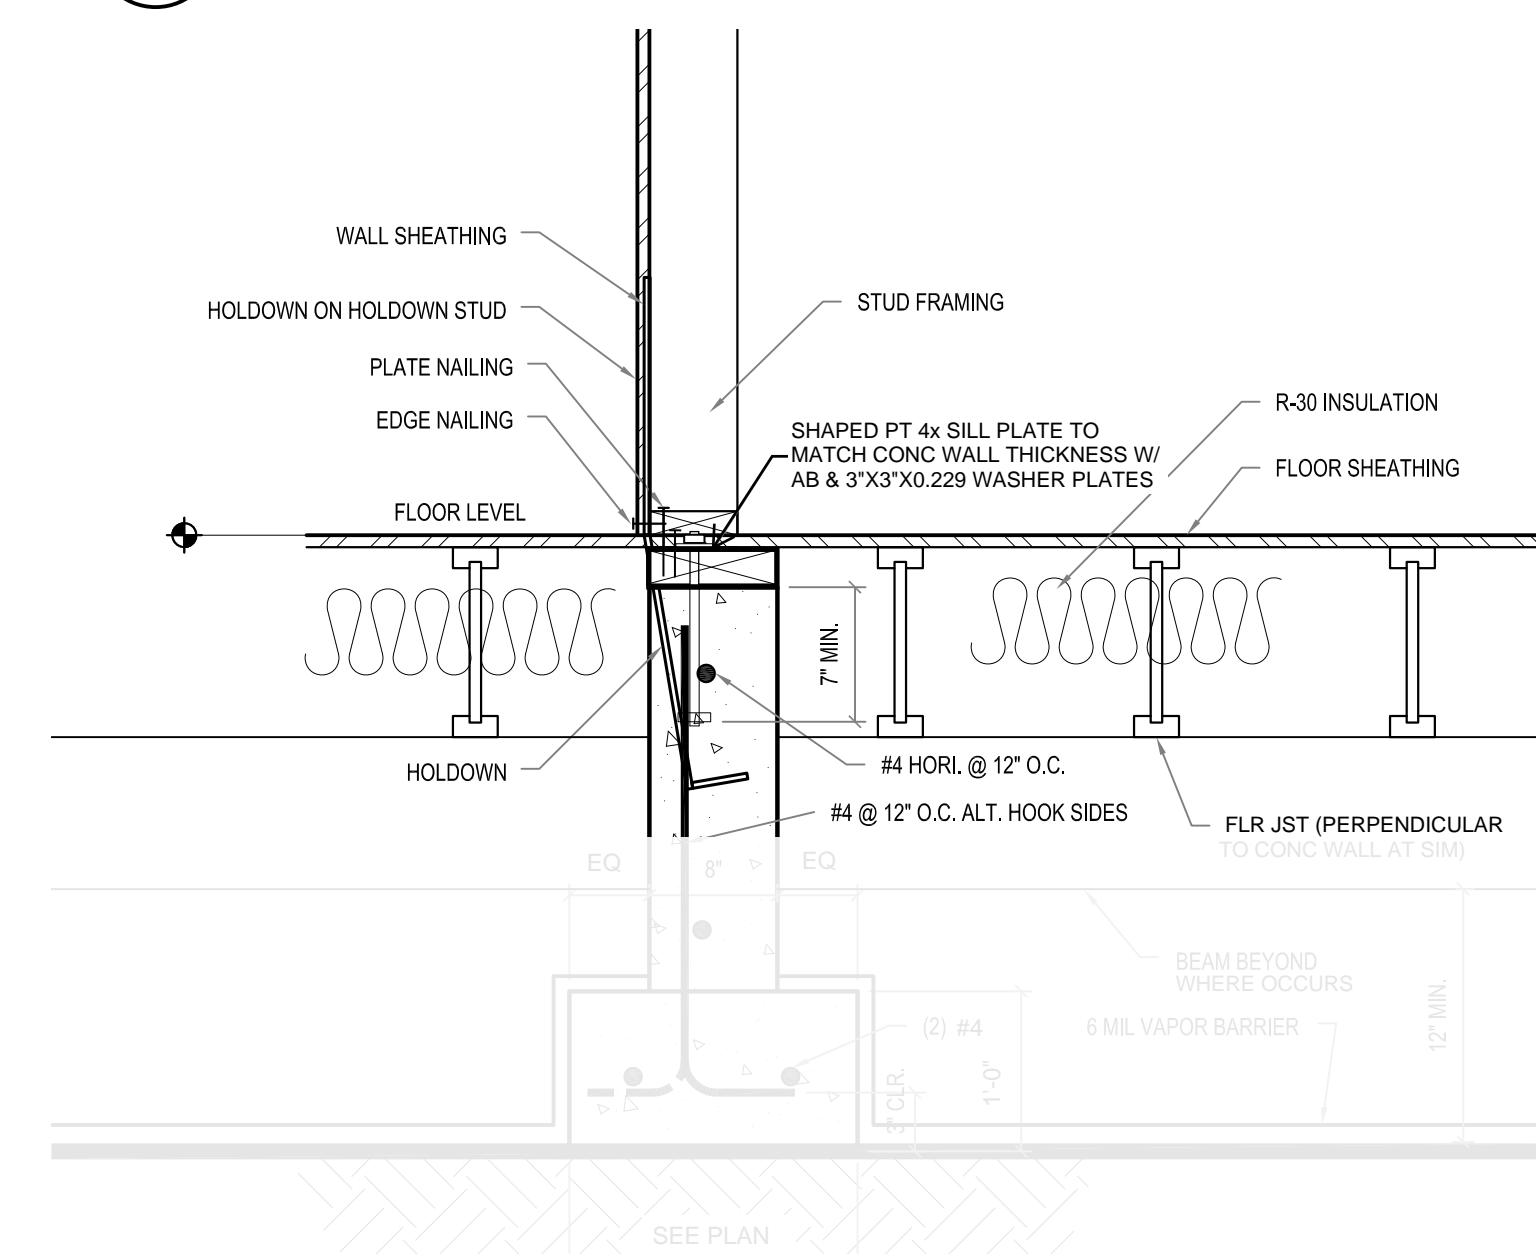 WALL SHEATHING
HOLDOWN ON HOLDOWN STUD
STUD FRAMING
PLATE NAILING
EDGE NAILING
R-30 INSULATION
SHAPED PT 4x SILL PLATE TO
MATCH CONC WALL THICKNESS W/
AB & 3"X3"X0.229 WASHER PLATES
FLOOR SHEATHING
FLOOR LEVEL
7" MIN.
HOLDOWN
#4 HORI. @ 12" O.C.
#4 @ 12" O.C. ALT. HOOK SIDES
FLR JST (PERPENDICULAR
TO CONC WALL AT SIM)
EQ
8"
EQ
BEAM BEYOND
WHERE OCCURS
12" MIN.
(2) #4
6 MIL VAPOR BARRIER
3" CLR.
1'-0"
SEE PLAN